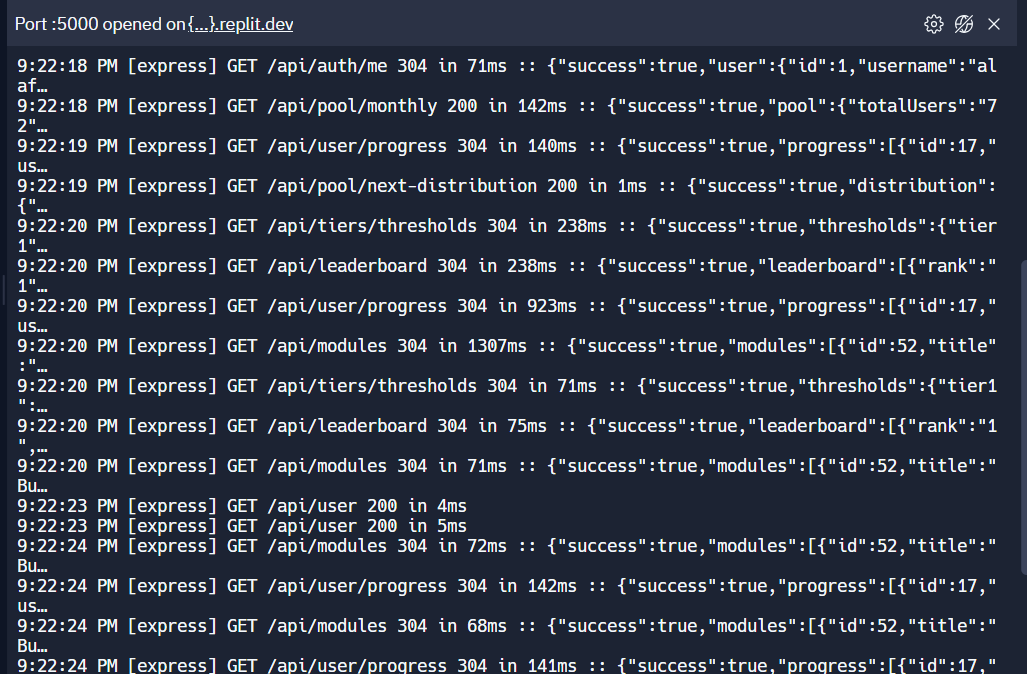 Port :5000 opened on {...}.replit.dev
9:22:18 PM [express] GET /api/auth/me 304 in 71ms :: {"success":true,"user":{"id":1,"username":"al
af…
9:22:18 PM [express] GET /api/pool/monthly 200 in 142ms :: {"success":true,"pool":{"totalUsers":"7
2"…
9:22:19 PM [express] GET /api/user/progress 304 in 140ms :: {"success":true,"progress":[{"id":17,"
us…
9:22:19 PM [express] GET /api/pool/next-distribution 200 in 1ms :: {"success":true,"distribution":
{"…
9:22:20 PM [express] GET /api/tiers/thresholds 304 in 238ms :: {"success":true,"thresholds":{"tier
1"…
9:22:20 PM [express] GET /api/leaderboard 304 in 238ms :: {"success":true,"leaderboard":[{"rank":"
1"…
9:22:20 PM [express] GET /api/user/progress 304 in 923ms :: {"success":true,"progress":[{"id":17,"
us…
9:22:20 PM [express] GET /api/modules 304 in 1307ms :: {"success":true,"modules":[{"id":52,"title"
:"…
9:22:20 PM [express] GET /api/tiers/thresholds 304 in 71ms :: {"success":true,"thresholds":{"tier1
":…
9:22:20 PM [express] GET /api/leaderboard 304 in 75ms :: {"success":true,"leaderboard":[{"rank":"1
",…
9:22:20 PM [express] GET /api/modules 304 in 71ms :: {"success":true,"modules":[{"id":52,"title":"
Bu…
9:22:23 PM [express] GET /api/user 200 in 4ms
9:22:23 PM [express] GET /api/user 200 in 5ms
9:22:24 PM [express] GET /api/modules 304 in 72ms :: {"success":true,"modules":[{"id":52,"title":"
Bu…
9:22:24 PM [express] GET /api/user/progress 304 in 142ms :: {"success":true,"progress":[{"id":17,"
us…
9:22:24 PM [express] GET /api/modules 304 in 68ms :: {"success":true,"modules":[{"id":52,"title":"
Bu…
9:22:24 PM [express] GET /api/user/progress 304 in 141ms :: {"success":true,"progress":[{"id":17,"